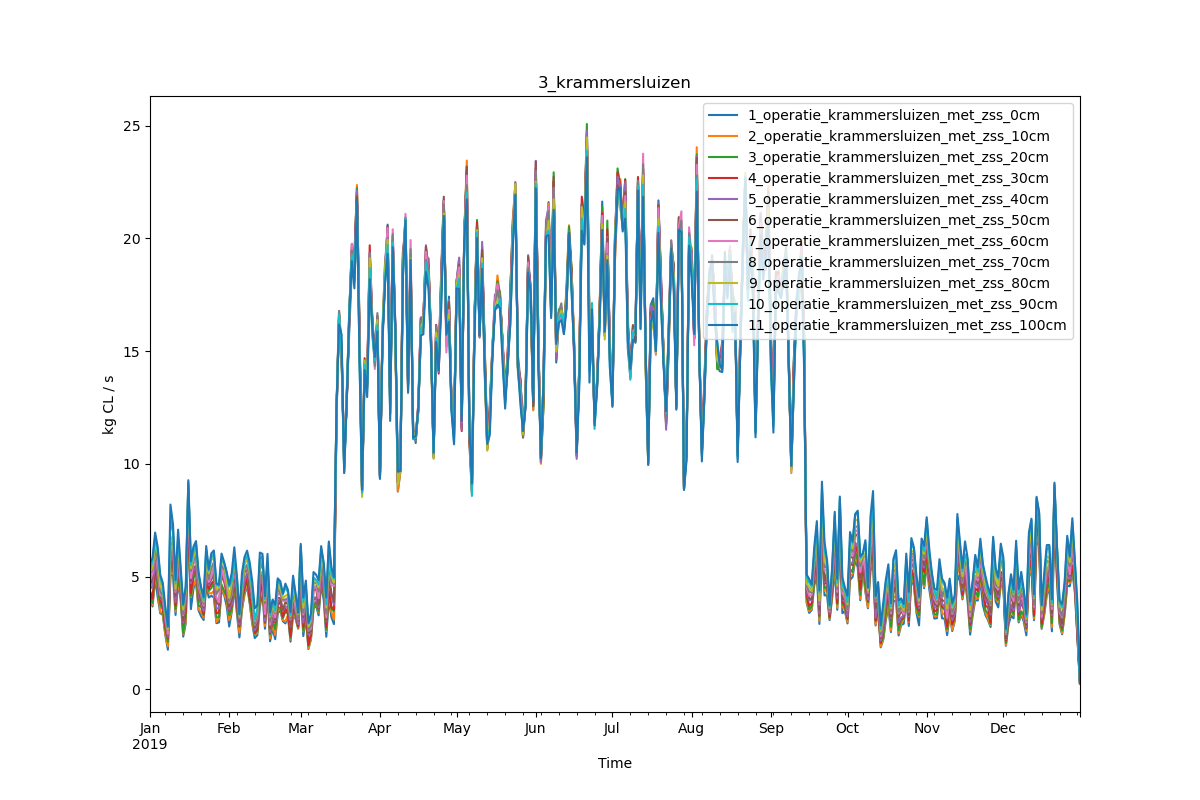 3_krammersluizen
25
20
15
10
5
0
kg CL / s
1_operatie_krammersluizen_met_zss_0cm
2_operatie_krammersluizen_met_zss_10cm
3_operatie_krammersluizen_met_zss_20cm
4_operatie_krammersluizen_met_zss_30cm
5_operatie_krammersluizen_met_zss_40cm
6_operatie_krammersluizen_met_zss_50cm
7_operatie_krammersluizen_met_zss_60cm
8_operatie_krammersluizen_met_zss_70cm
9_operatie_krammersluizen_met_zss_80cm
10_operatie_krammersluizen_met_zss_90cm
11_operatie_krammersluizen_met_zss_100cm
Jan Feb Mar Apr May Jun Jul Aug Sep Oct Nov Dec
2019
Time